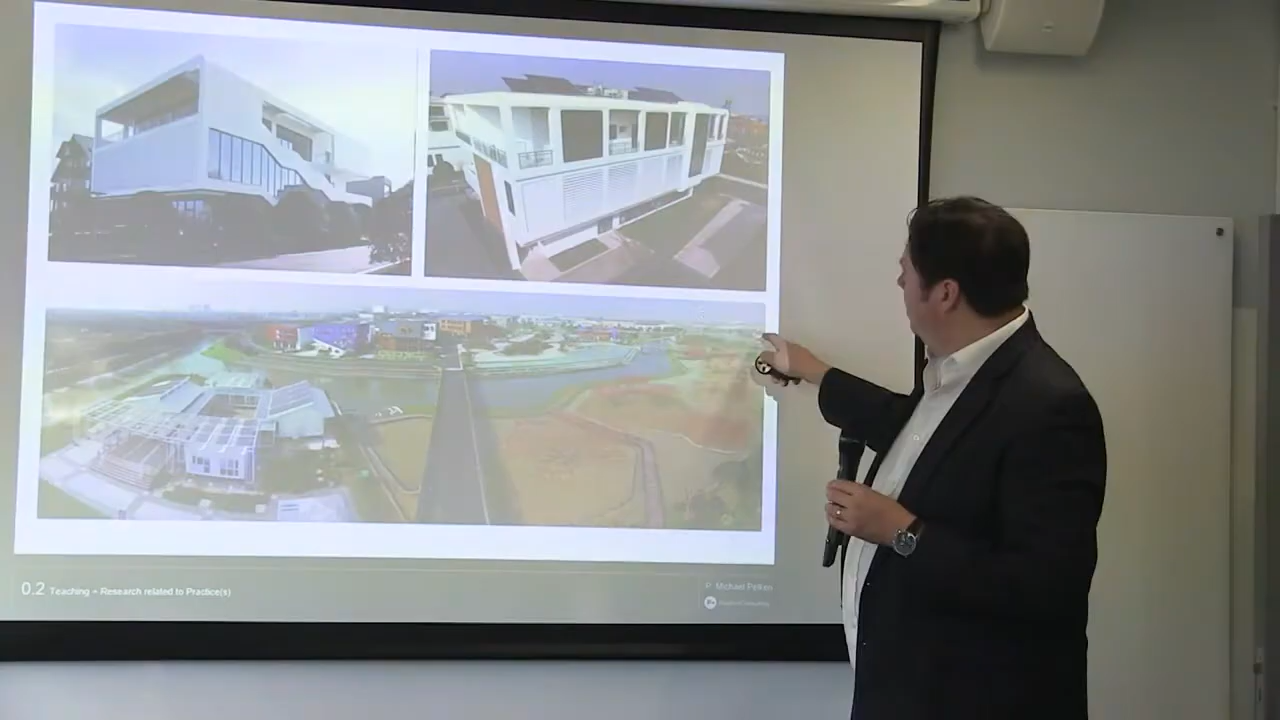 0.2 Teaching + Research related to Practice(s)
P. Michael Pelken